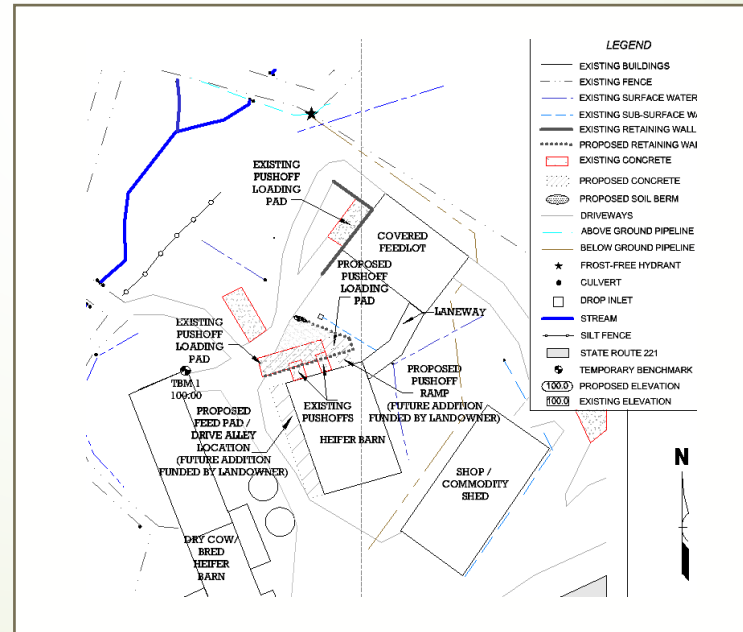 LEGEND
EXISTING BUILDINGS
EXISTING FENCE
EXISTING SURFACE WATER
EXISTING SUB-SURFACE
EXISTING RETAINING WALL
PROPOSED RETAINING
EXISTING CONCRETE
PROPOSED CONCRETE
PROPOSED SOIL BERM
DRIVEWAYS
ABOVE GROUND PIPELINE
BELOW GROUND PIPELINE
FROST-FREE HYDRANT
CULVERT
DROP INLET
STREAM
SILT FENCE
STATE ROUTE 221
TEMPORARY BENCHMARK
100.0 PROPOSED ELEVATION
100.0 EXISTING ELEVATION
N
EXISTING
PUSHOFF
LOADING
PAD
COVERED
FEEDLOT
PROPOSED
PUSHOFF
LOADING
PAD
LANEWAY
EXISTING
PUSHOFF
LOADING
PAD
TBM 1
100.00
PROPOSED
PUSHOFF
RAMP
(FUTURE ADDITION
FUNDED BY LANDOWNER)
EXISTING
PUSHOFFS
PROPOSED
FEED PAD /
DRIVE ALLEY
LOCATION
(FUTURE ADDITION
FUNDED BY LANDOWNER)
HEIFER BARN
SHOP /
COMMODITY
SHED
DRY COW/
BRED
HEIFER
BARN